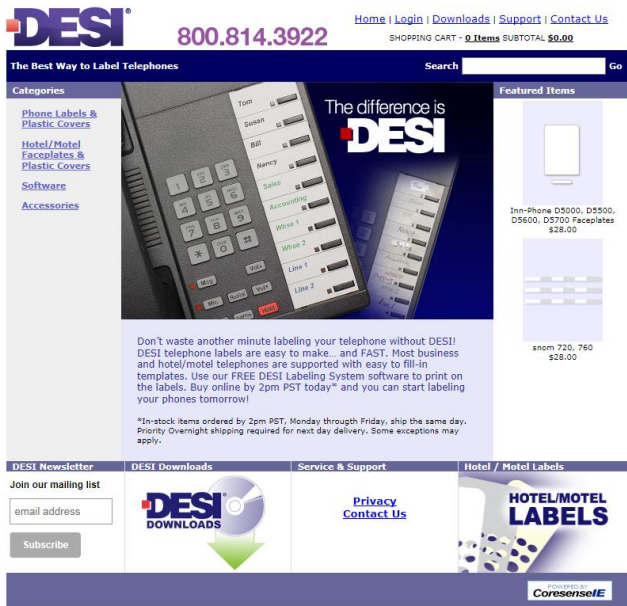 DESI®
800.814.3922
Home | Login | Downloads | Support | Contact Us
SHOPPING CART - 0 Items SUBTOTAL $0.00
The Best Way to Label Telephones
Search
Go
Categories
Phone Labels &
Plastic Covers
Hotel/Motel
Faceplates &
Plastic Covers
Software
Accessories
The difference is
DESI
Tom
Susan
Bill
Nancy
Sales
Accounting
Whse 1
Whse 2
Line 1
Line 2
Msg
Mic
Featured Items
Inn-Phone D5000, D5500,
D5600, D5700 Faceplates
$28.00
snom 720, 760
$28.00
Don't waste another minute labeling your telephone without DESI!
DESI telephone labels are easy to make... and FAST. Most business
and hotel/motel telephones are supported with easy to fill-in
templates. Use our FREE DESI Labeling System software to print on
the labels. Buy online by 2pm PST today* and you can start labeling
your phones tomorrow!
*In-stock items ordered by 2pm PST, Monday througth Friday, ship the same day.
Priority Overnight shipping required for next day delivery. Some exceptions may
apply.
DESI Newsletter
Join our mailing list
email address
Subscribe
DESI Downloads
DESI
DOWNLOADS
Service & Support
Privacy
Contact Us
Hotel / Motel Labels
HOTEL/MOTEL
LABELS
POWERED BY
CoresenseIE